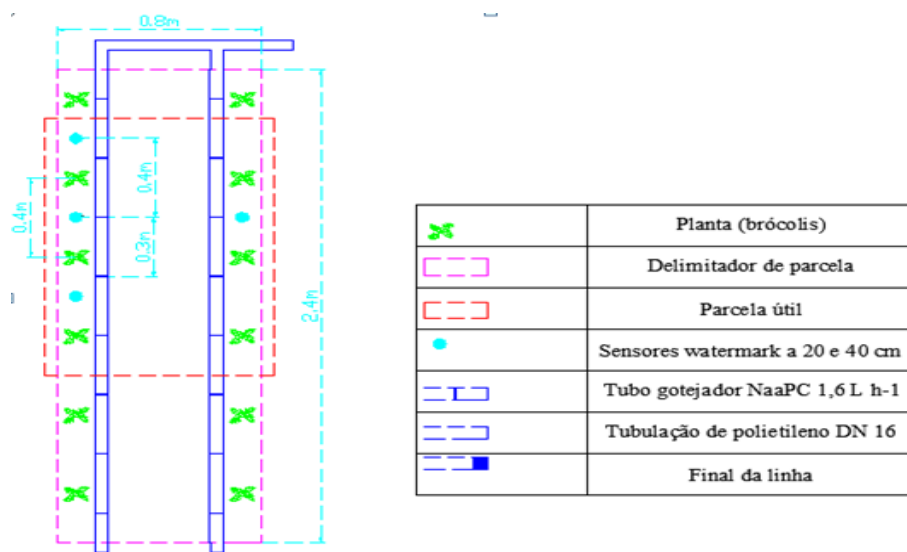 0.8m
0.4m
0.4m
0.3m
2.4m
Planta (brócolis)
Delimitador de parcela
Parcela útil
Sensores watermark a 20 e 40 cm
Tubo gotejador NaaPC 1,6 L h-1
Tubulação de polietileno DN 16
Final da linha